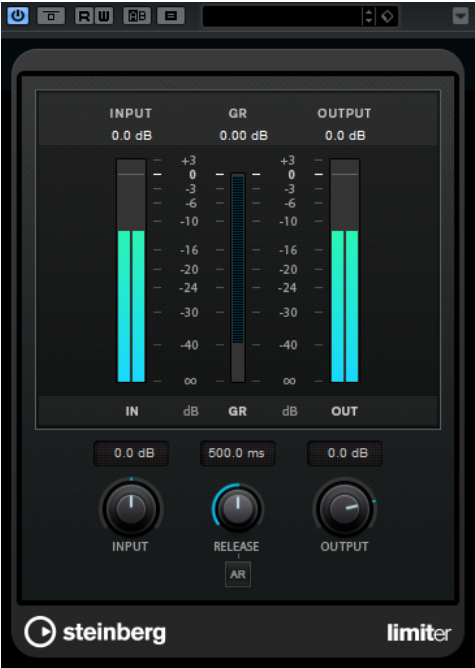 R W AB
INPUT GR OUTPUT
0.0 dB 0.00 dB 0.0 dB
+3 +3
0 0
-3 -3
-6 -6
-10 -10
-16 -16
-20 -20
-24 -24
-30 -30
-40 -40
∞ ∞
IN dB GR dB OUT
0.0 dB 500.0 ms 0.0 dB
INPUT RELEASE OUTPUT
AR
steinberg limiter